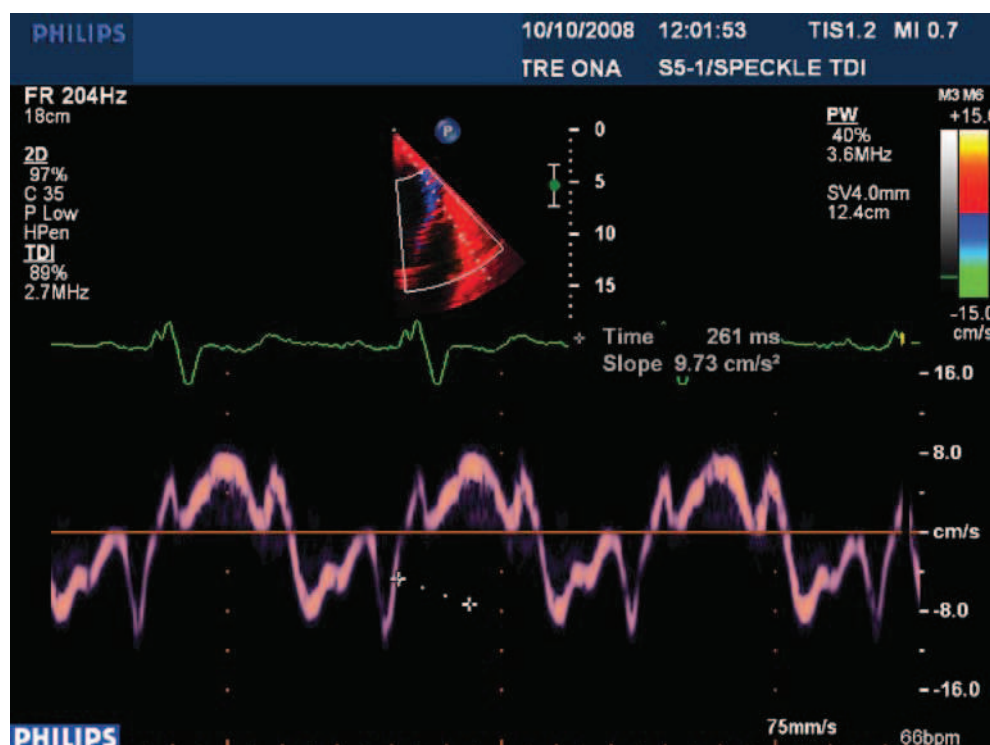 PHILIPS
10/10/2008 12:01:53 TIS1.2 MI 0.7
TRE ONA S5-1/SPECKLE TDI
FR 204Hz
18cm
2D
97%
C 35
P Low
HPen
TDI
89%
2.7MHz
P
0
5
10
15
PW
40%
3.6MHz
SV4.0mm
12.4cm
M3 M6
+15.0
-15.0
cm/s
Time 261 ms
Slope 9.73 cm/s²
16.0
8.0
cm/s
-8.0
-16.0
75mm/s
66bpm
PHILIPS